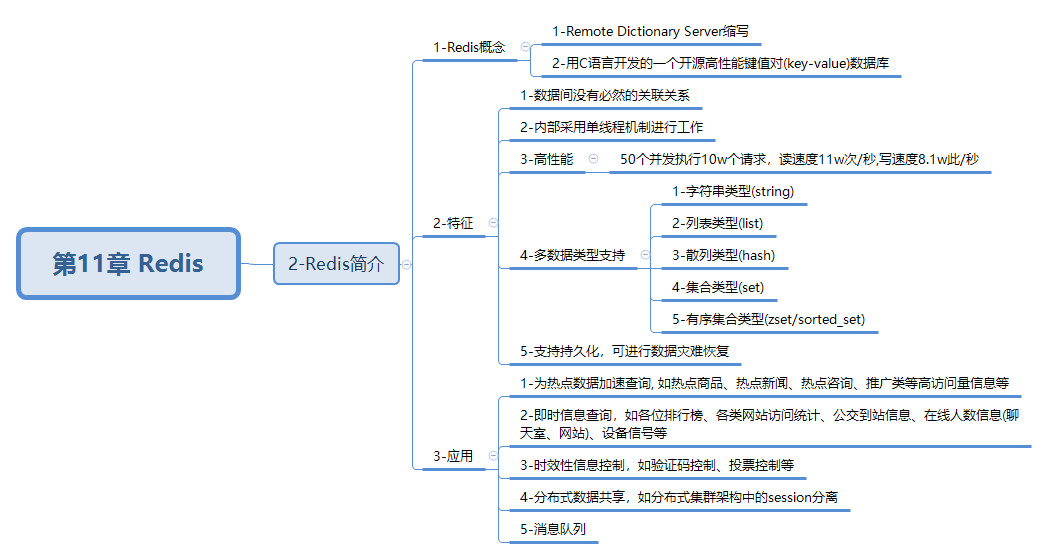 第11章 Redis
2-Redis简介
1-Redis概念
1-Remote Dictionary Server缩写
2-用C语言开发的一个开源高性能键值对(key-value)数据库
2-特征
1-数据间没有必然的关联关系
2-内部采用单线程机制进行工作
3-高性能
50个并发执行10w个请求，读速度11w次/秒,写速度8.1w此/秒
4-多数据类型支持
1-字符串类型(string)
2-列表类型(list)
3-散列类型(hash)
4-集合类型(set)
5-有序集合类型(zset/sorted_set)
5-支持持久化，可进行数据灾难恢复
3-应用
1-为热点数据加速查询, 如热点商品、热点新闻、热点咨询、推广类等高访问量信息等
2-即时信息查询，如各位排行榜、各类网站访问统计、公交到站信息、在线人数信息(聊
天室、网站)、设备信号等
3-时效性信息控制，如验证码控制、投票控制等
4-分布式数据共享，如分布式集群架构中的session分离
5-消息队列